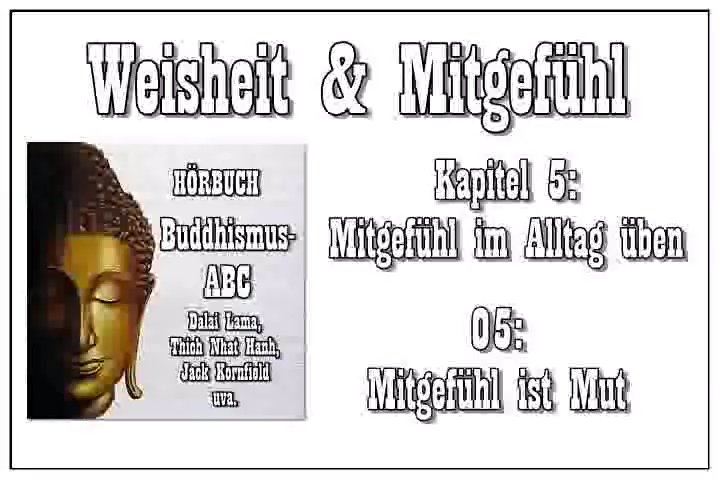 Weisheit & Mitgefühl
HÖRBUCH
Buddhismus-
ABC
Dalai Lama,
Thich Nhat Hanh,
Jack Kornfield
uva.
Kapitel 5:
Mitgefühl im Alltag üben
05:
Mitgefühl ist Mut